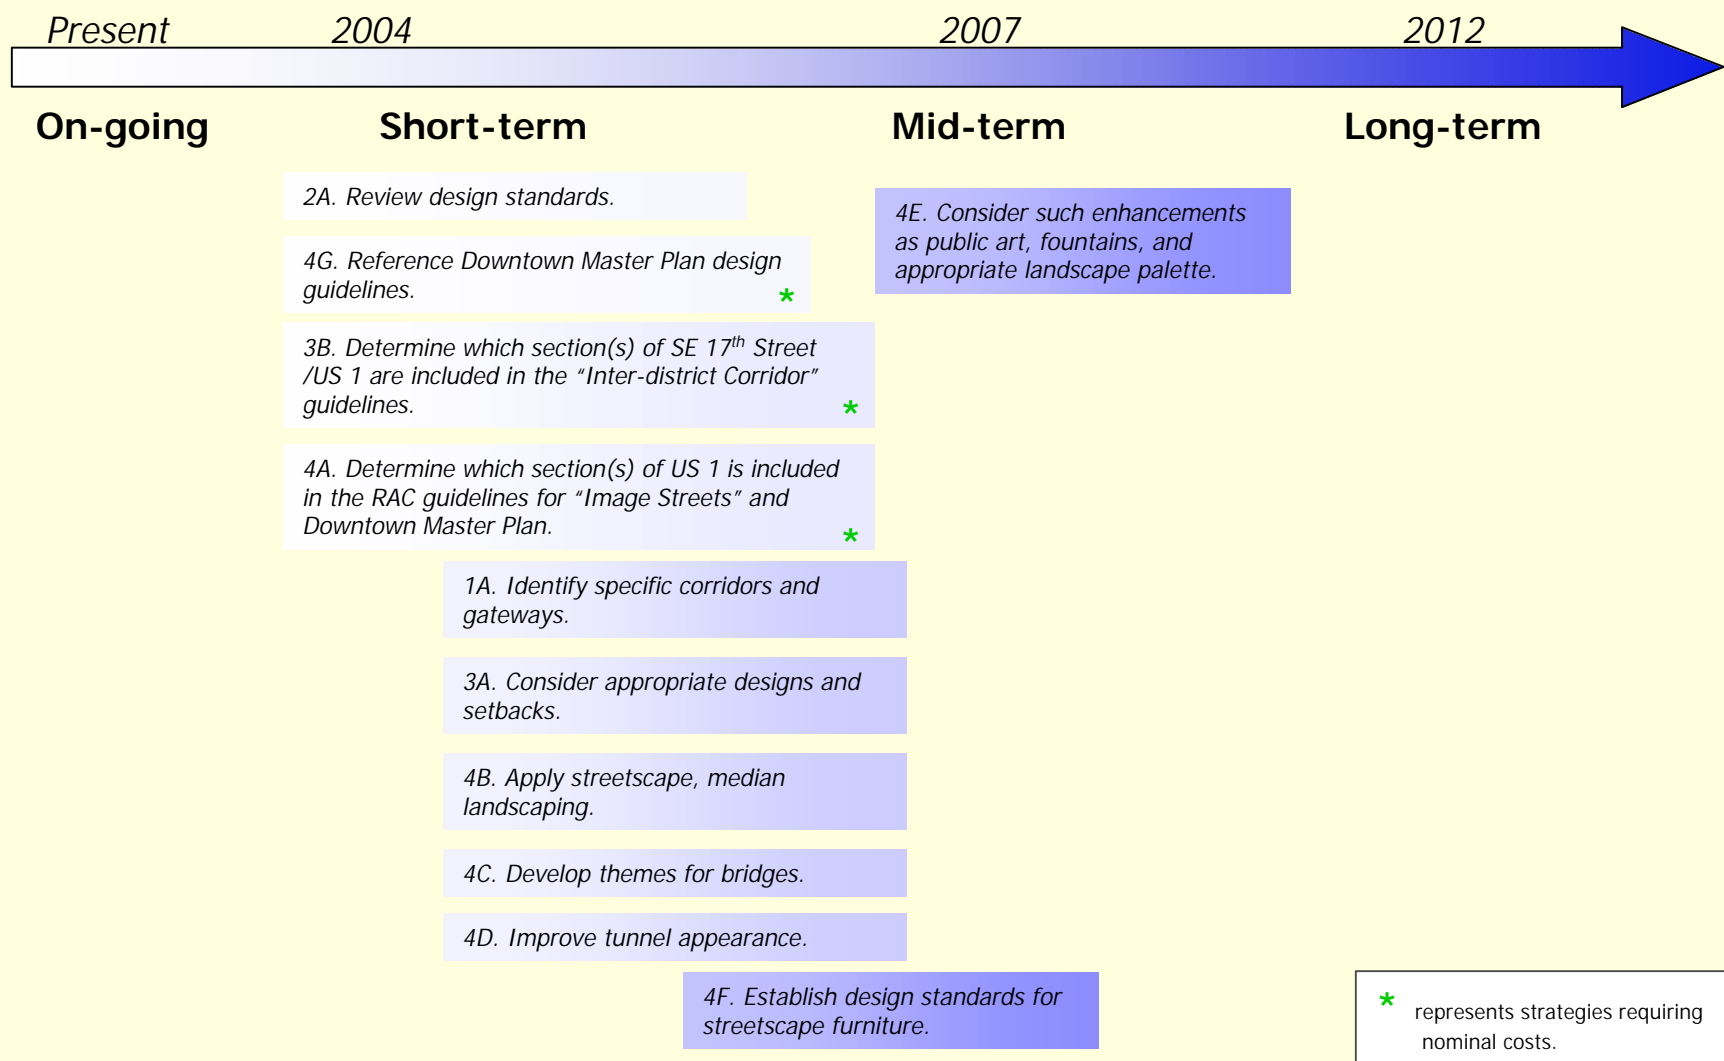 Present 2004 2007 2012
On-going Short-term Mid-term Long-term
2A. Review design standards.
4G. Reference Downtown Master Plan design
guidelines. *
3B. Determine which section(s) of SE 17th Street
/US 1 are included in the “Inter-district Corridor”
guidelines. *
4A. Determine which section(s) of US 1 is included
in the RAC guidelines for “Image Streets” and
Downtown Master Plan. *
1A. Identify specific corridors and
gateways.
3A. Consider appropriate designs and
setbacks.
4B. Apply streetscape, median
landscaping.
4C. Develop themes for bridges.
4D. Improve tunnel appearance.
4F. Establish design standards for
streetscape furniture.
4E. Consider such enhancements
as public art, fountains, and
appropriate landscape palette.
* represents strategies requiring
nominal costs.